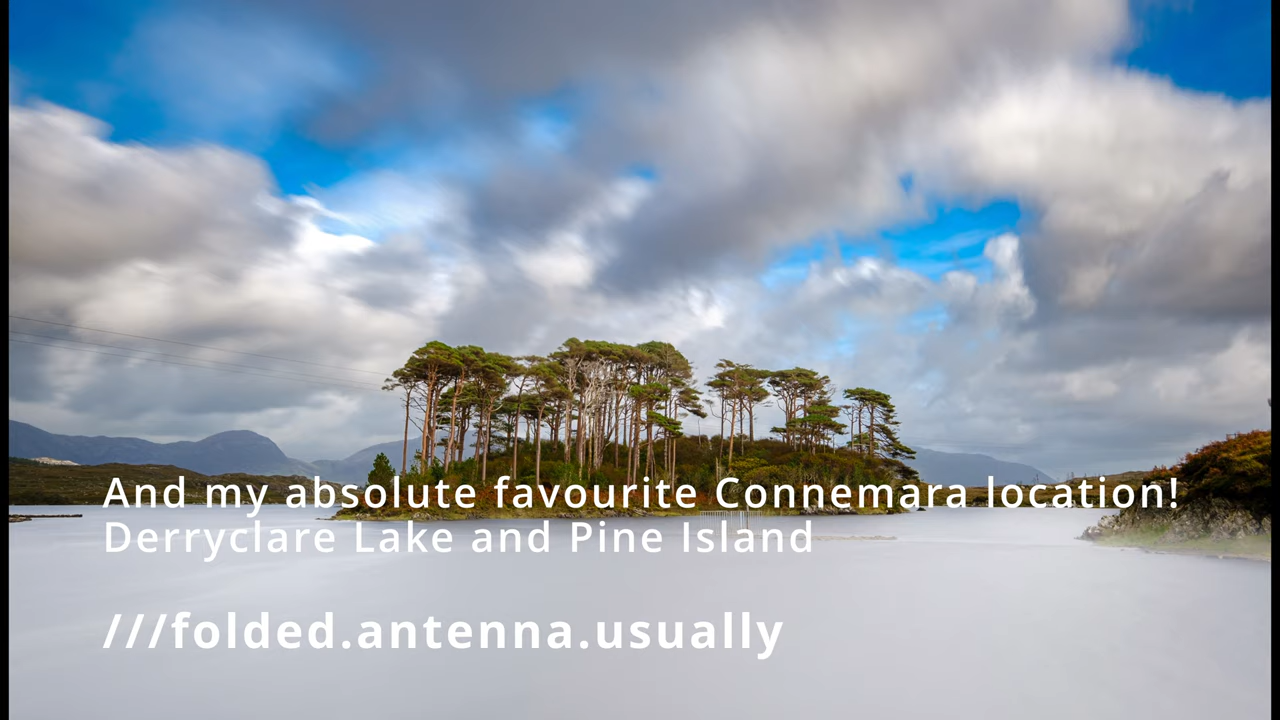 And my absolute favourite Connemara location!
Derryclare Lake and Pine Island
///folded.antenna.usually